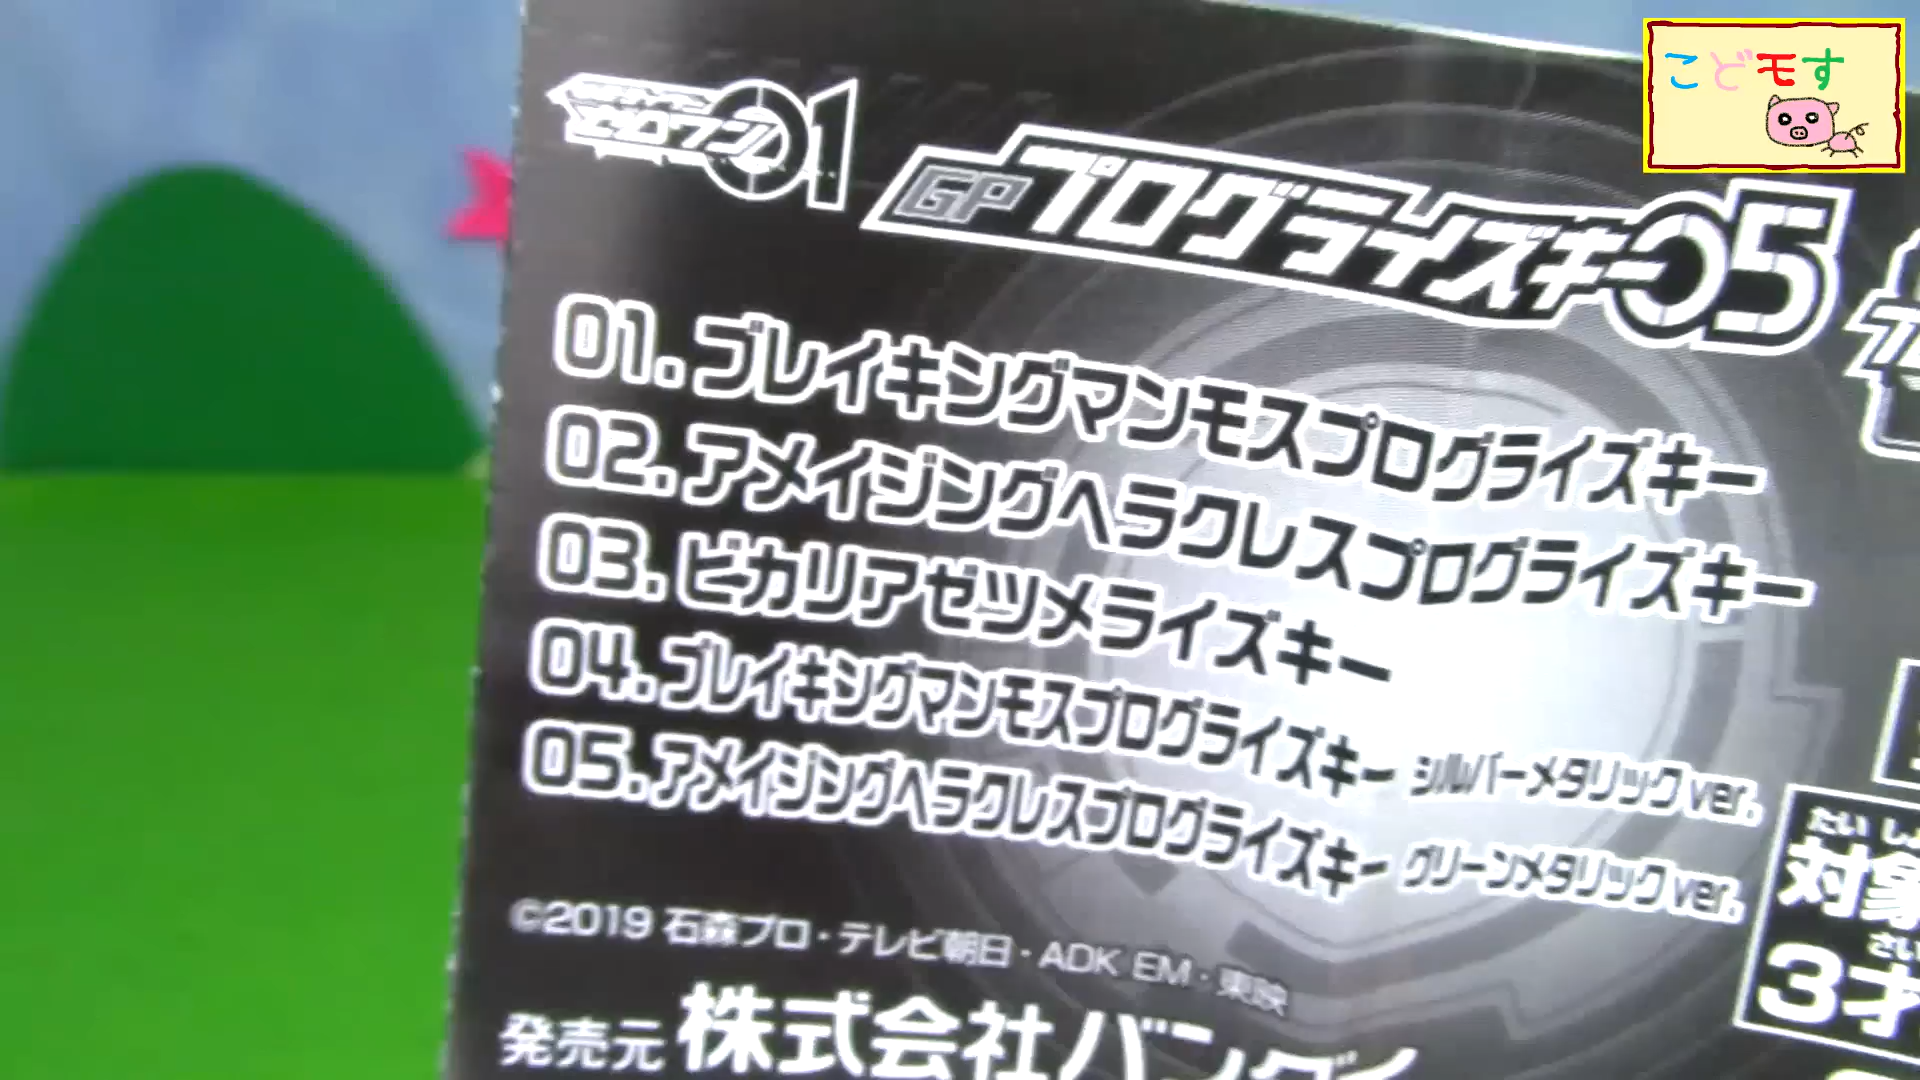 こどモす
ゼロワン 01
GPプログライズキー05
01.ブレイキングマンモスプログライズキー
02.アメイジングヘラクレスプログライズキー
03.ビカリアゼツメライズキー
04.ブレイキングマンモスプログライズキー シルバーメタリックver.
05.アメイジングヘラクレスプログライズキー グリーンメタリックver.
©2019 石森プロ・テレビ朝日・ADK EM・東映
発売元 株式会社バンダイ
たい
対象
さい
3才